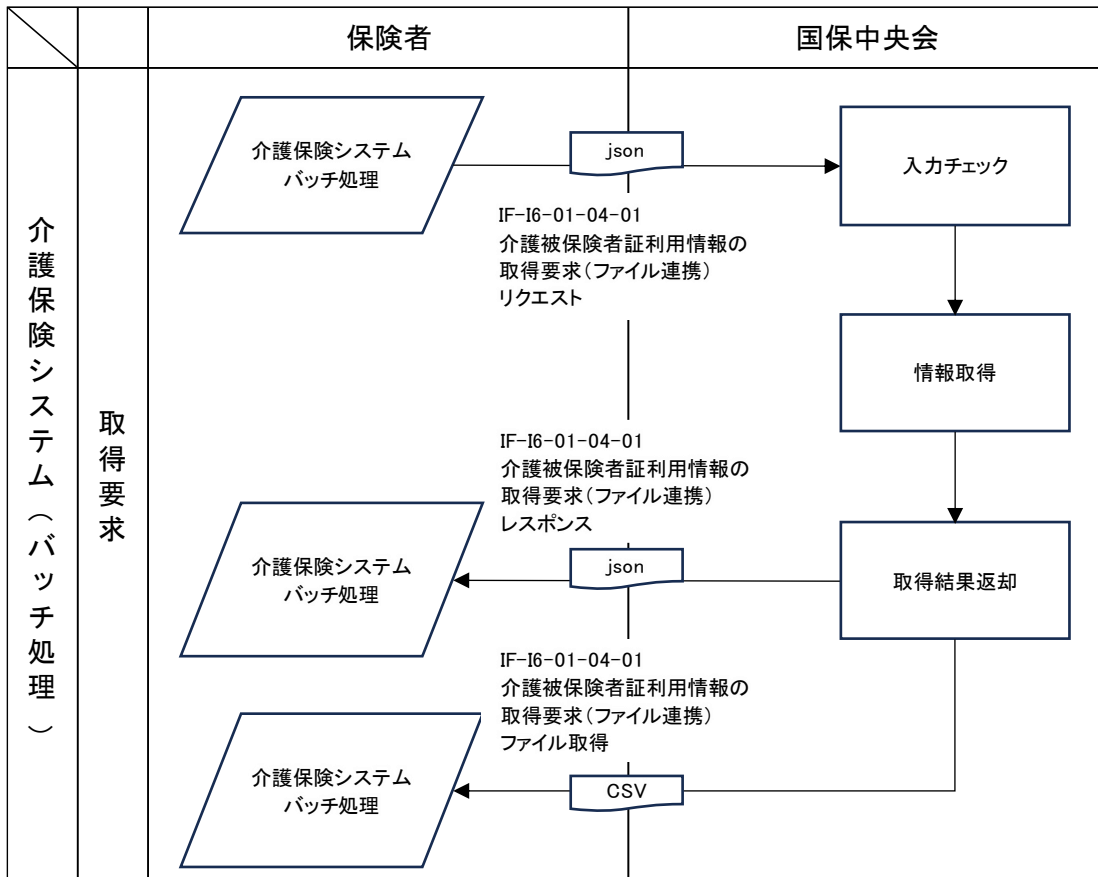 保険者
国保中央会
介護保険システム（バッチ処理）
取得要求
介護保険システム
バッチ処理
json
入力チェック
IF-I6-01-04-01
介護被保険者証利用情報の
取得要求（ファイル連携）
リクエスト
情報取得
IF-I6-01-04-01
介護被保険者証利用情報の
取得要求（ファイル連携）
レスポンス
介護保険システム
バッチ処理
json
取得結果返却
IF-I6-01-04-01
介護被保険者証利用情報の
取得要求（ファイル連携）
ファイル取得
介護保険システム
バッチ処理
CSV